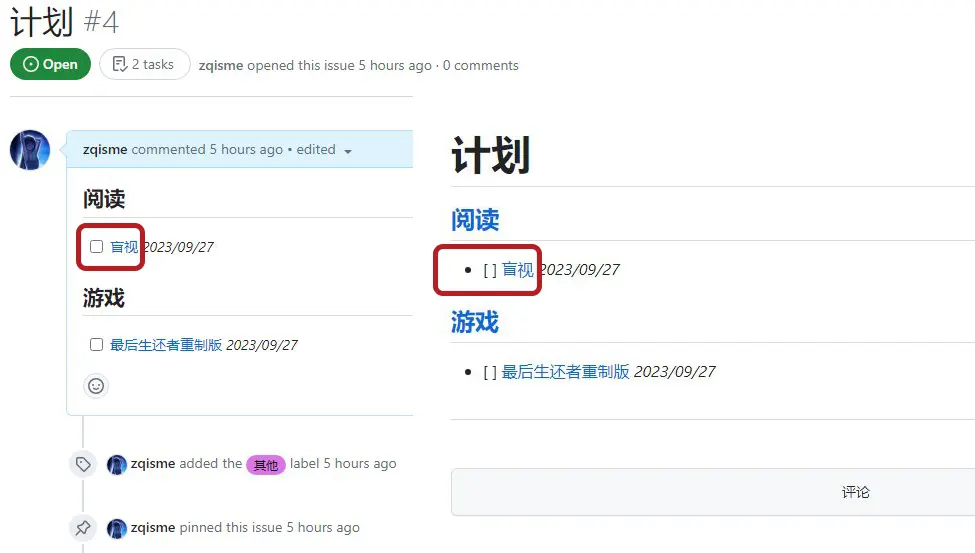 计划 #4
Open
2 tasks
zqisme opened this issue 5 hours ago · 0 comments
zqisme commented 5 hours ago • edited
阅读
盲视 2023/09/27
游戏
最后生还者重制版 2023/09/27
zqisme added the 其他 label 5 hours ago
zqisme pinned this issue 5 hours ago
计划
阅读
• [ ] 盲视 2023/09/27
游戏
• [ ] 最后生还者重制版 2023/09/27
评论